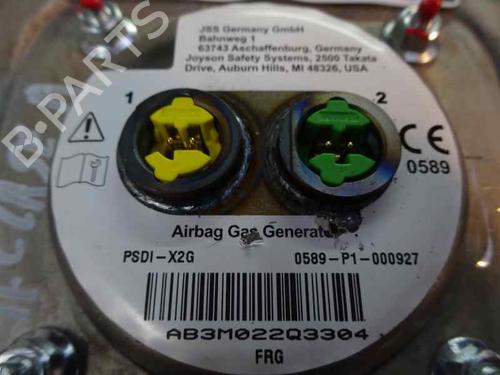 JSS Germany GmbH
Bahnweg 1
63743 Aschaffenburg, Germany
Joyson Safety Systems, 2500 Takata
Drive, Auburn Hills, MI 48326, USA
1
2
CE
0589
Airbag Gas Generator
PSDI-X2G
0589-P1-000927
AB3M022Q3304
FRG